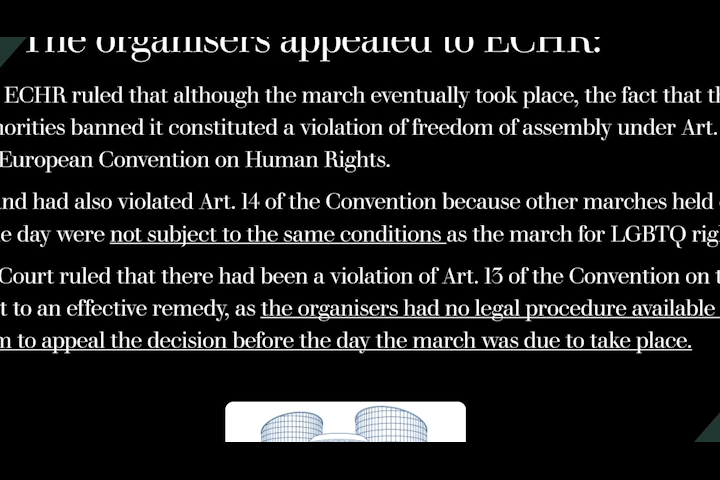 The organisers appealed to ECHR:
ECHR ruled that although the march eventually took place, the fact that
banned it constituted a violation of freedom of assembly under Art.
European Convention on Human Rights.
had also violated Art. 14 of the Convention because other marches held
day were not subject to the same conditions as the march for LGBTQ
Court ruled that there had been a violation of Art. 13 of the Convention on
to an effective remedy, as the organisers had no legal procedure available
to appeal the decision before the day the march was due to take place.